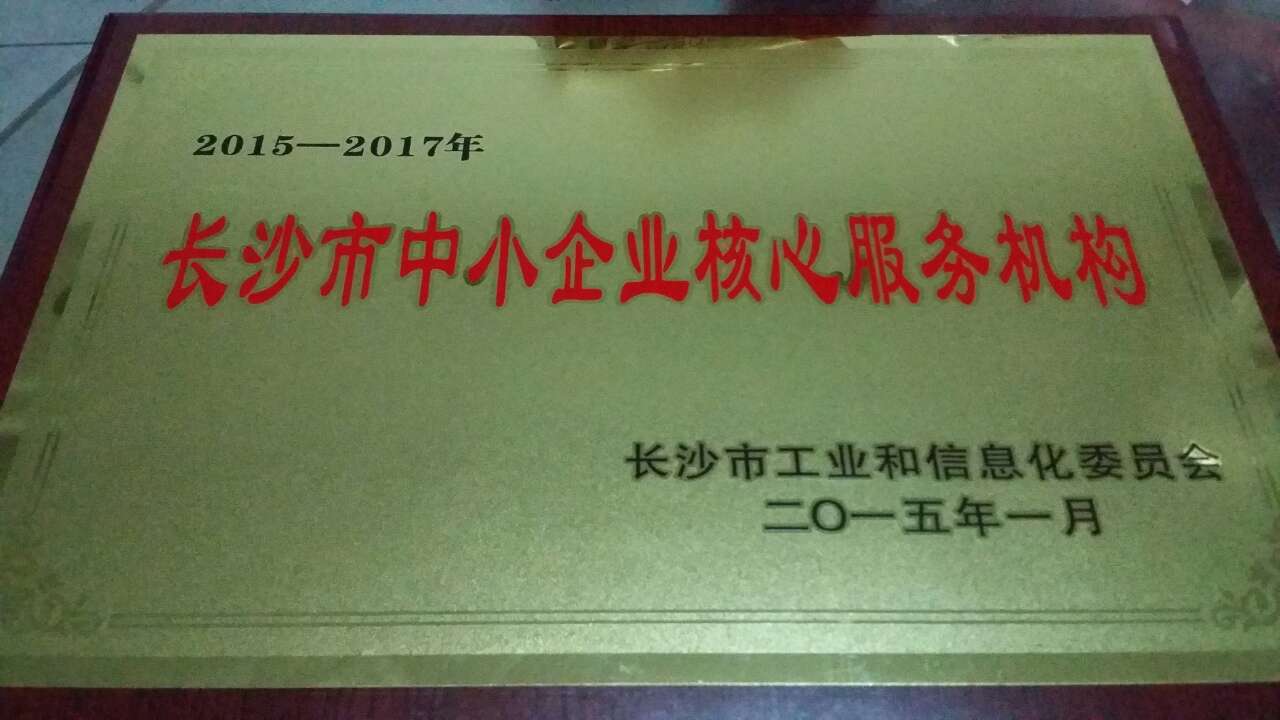 2015—2017年
长沙市中小企业核心服务机构
长沙市工业和信息化委员会
二〇一五年一月